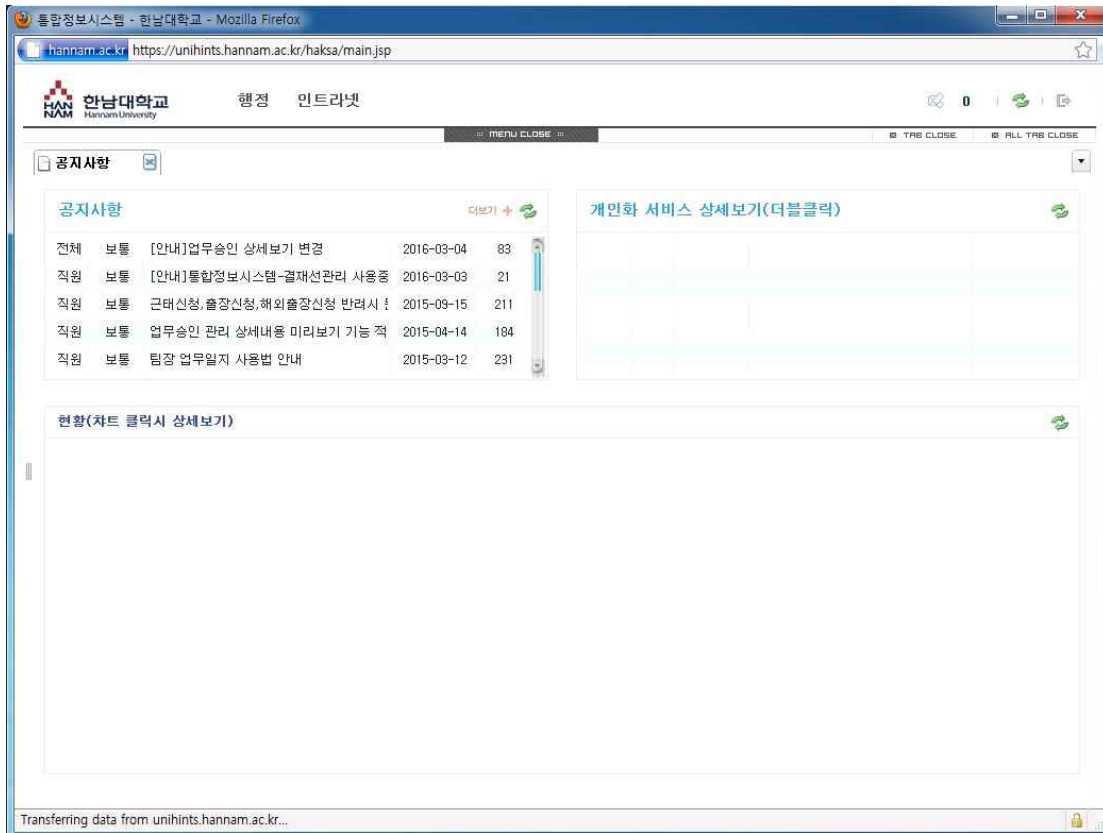 통합정보시스템 - 한남대학교 - Mozilla Firefox
hannam.ac.kr https://unihints.hannam.ac.kr/haksa/main.jsp
HAN NAM 한남대학교 Hannam University 행정 인트라넷 0
MENU CLOSE TAB CLOSE ALL TAB CLOSE
공지사항
공지사항 더보기
전체 보통 [안내]업무승인 상세보기 변경 2016-03-04 83
직원 보통 [안내]통합정보시스템-결재선관리 사용중 2016-03-03 21
직원 보통 근태신청,출장신청,해외출장신청 반려시 2015-09-15 211
직원 보통 업무승인 관리 상세내용 미리보기 기능 적 2015-04-14 184
직원 보통 팀장 업무일지 사용법 안내 2015-03-12 231
개인화 서비스 상세보기(더블클릭)
현황(챠트 클릭시 상세보기)
Transferring data from unihints.hannam.ac.kr...